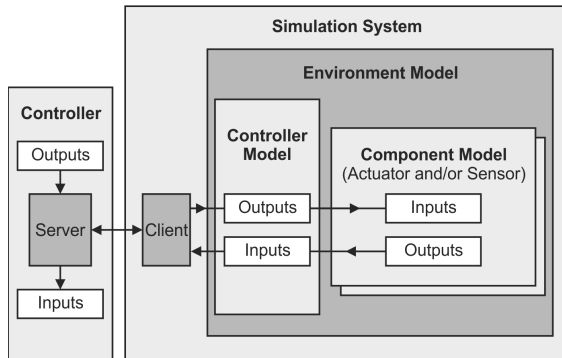 Simulation System
Environment Model
Controller
Outputs
Server
Inputs
Client
Controller
Model
Outputs
Inputs
Component Model
(Actuator and/or Sensor)
Inputs
Outputs